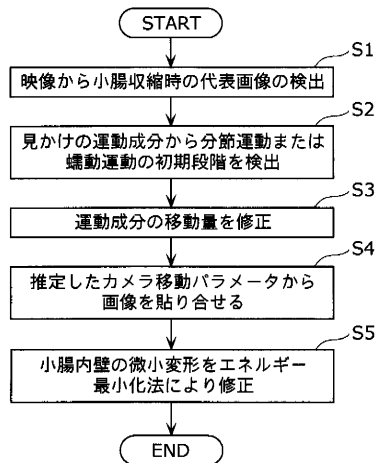 START
S1
映像から小腸収縮時の代表画像の検出
S2
見かけの運動成分から分節運動または
蠕動運動の初期段階を検出
S3
運動成分の移動量を修正
S4
推定したカメラ移動パラメータから
画像を貼り合せる
S5
小腸内壁の微小変形をエネルギー
最小化法により修正
END